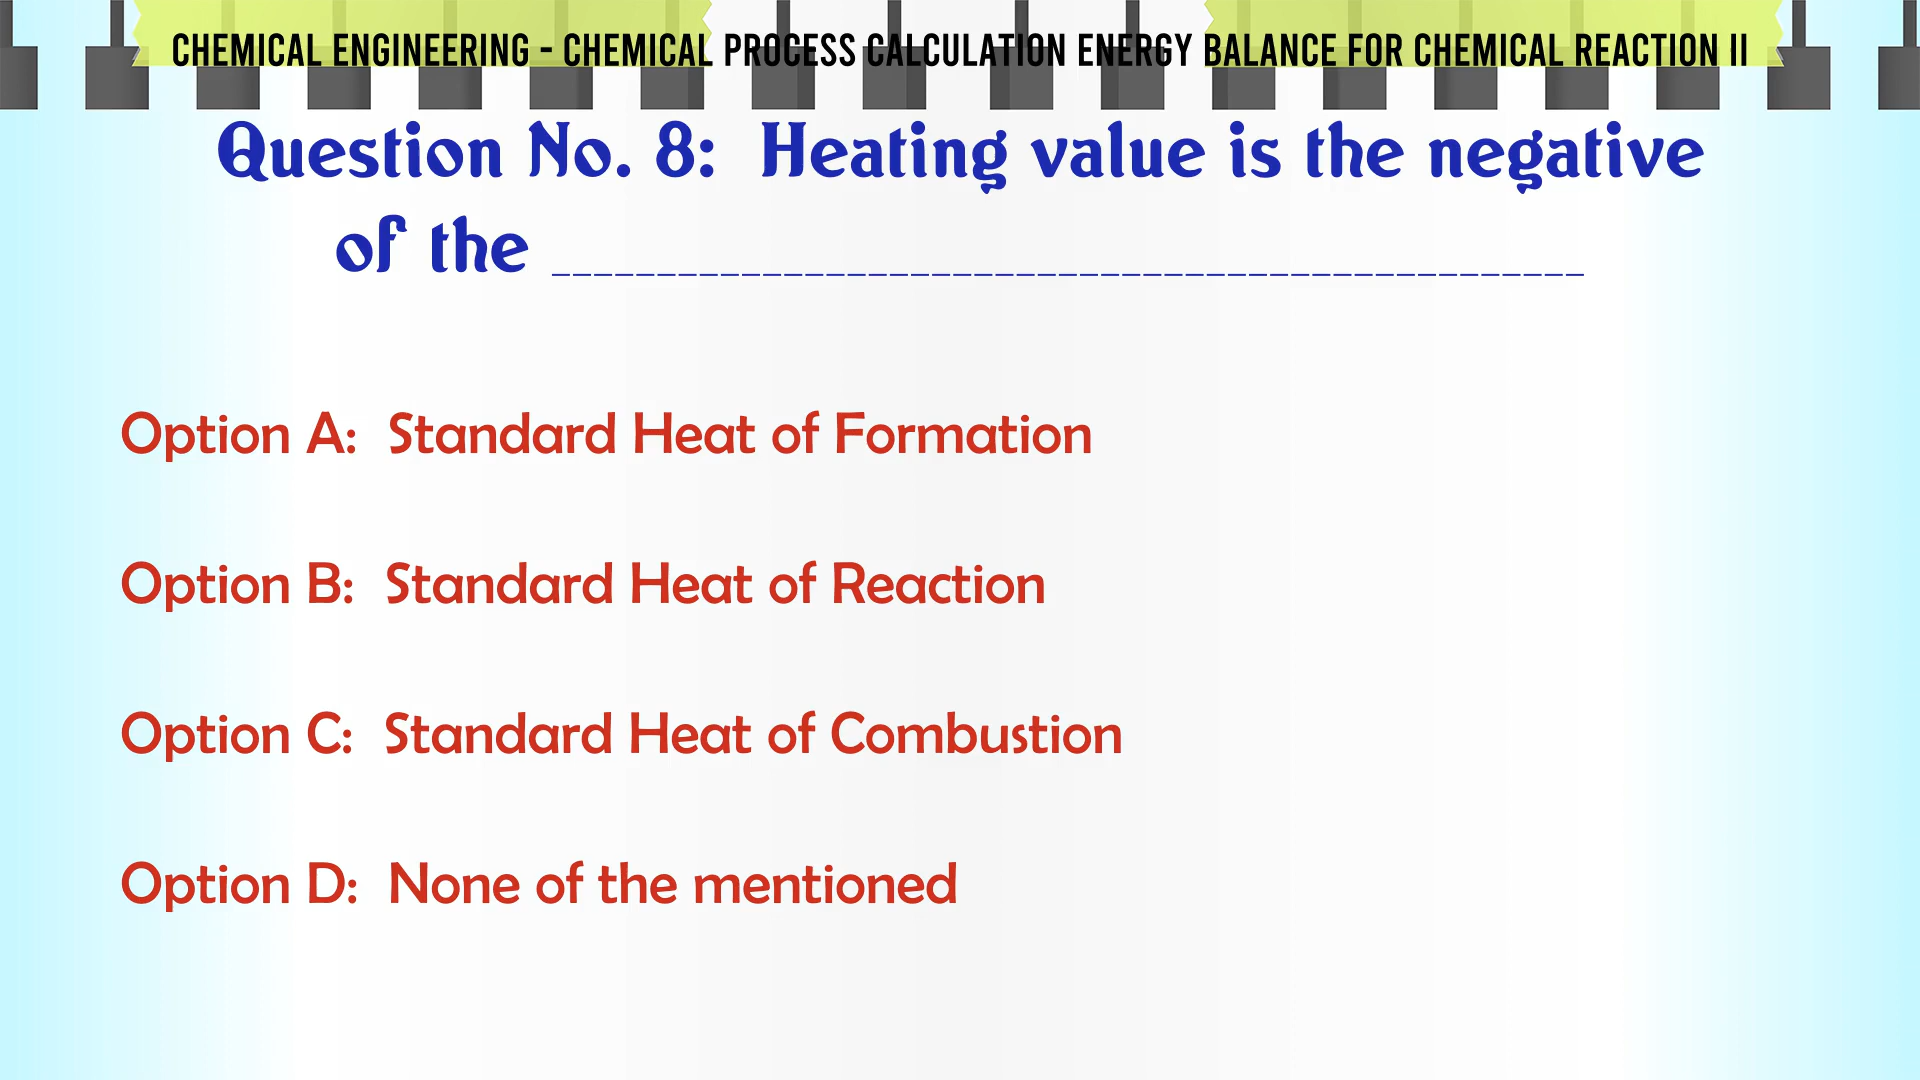 CHEMICAL ENGINEERING - CHEMICAL PROCESS CALCULATION ENERGY BALANCE FOR CHEMICAL REACTION II
Question No. 8: Heating value is the negative
of the _________________________________________________
Option A: Standard Heat of Formation
Option B: Standard Heat of Reaction
Option C: Standard Heat of Combustion
Option D: None of the mentioned